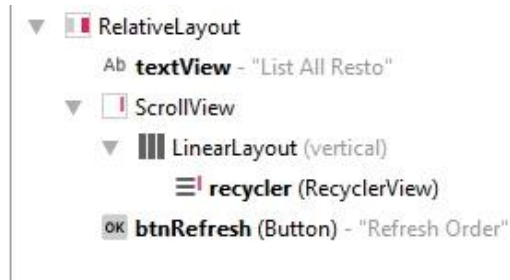 RelativeLayout
Ab textView - "List All Resto"
ScrollView
LinearLayout (vertical)
recycler (RecyclerView)
OK btnRefresh (Button) - "Refresh Order"